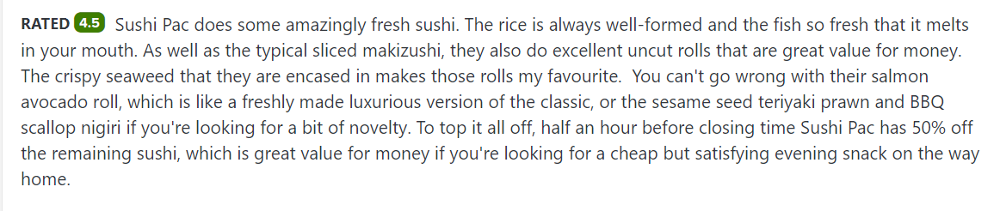 RATED 4.5 Sushi Pac does some amazingly fresh sushi. The rice is always well-formed and the fish so fresh that it melts
in your mouth. As well as the typical sliced makizushi, they also do excellent uncut rolls that are great value for money.
The crispy seaweed that they are encased in makes those rolls my favourite.  You can't go wrong with their salmon
avocado roll, which is like a freshly made luxurious version of the classic, or the sesame seed teriyaki prawn and BBQ
scallop nigiri if you're looking for a bit of novelty. To top it all off, half an hour before closing time Sushi Pac has 50% off
the remaining sushi, which is great value for money if you're looking for a cheap but satisfying evening snack on the way
home.